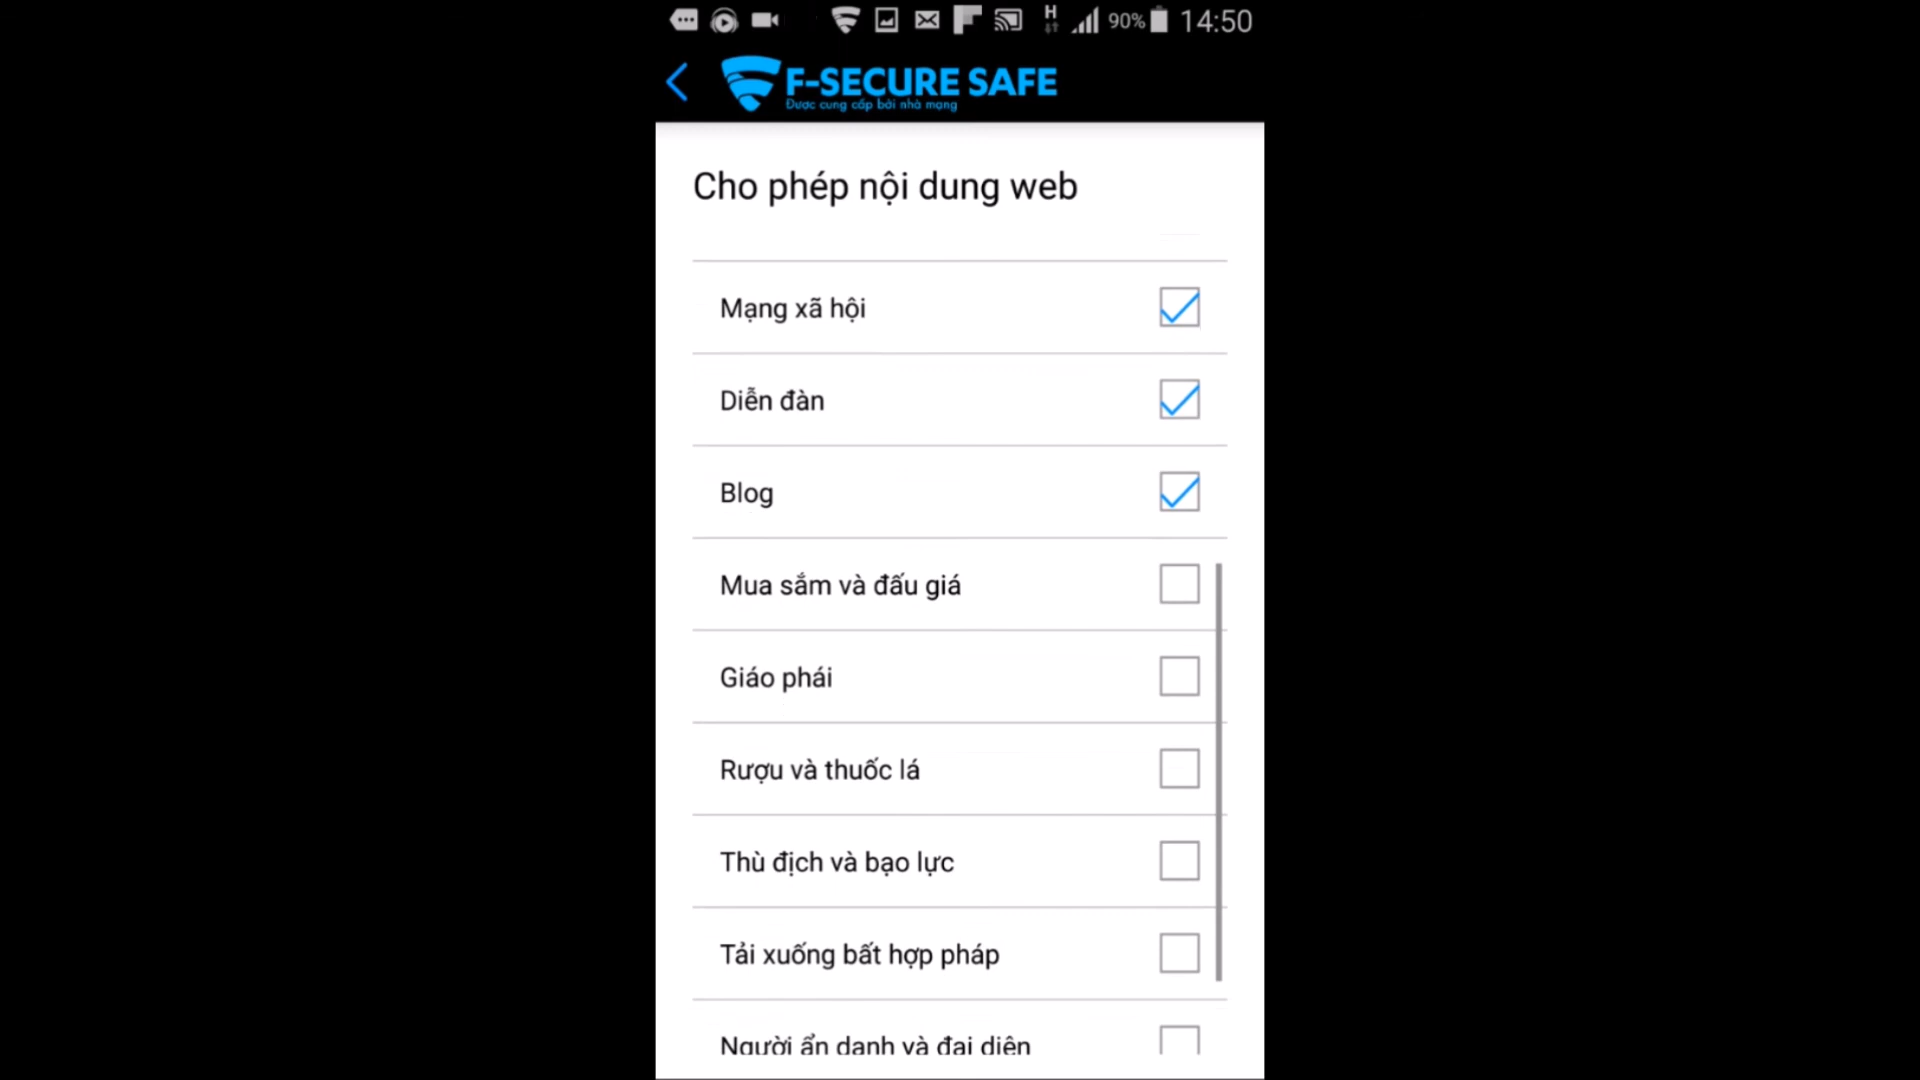 H 90% 14:50
F-SECURE SAFE
Được cung cấp bởi nhà mạng
Cho phép nội dung web
Mạng xã hội
Diễn đàn
Blog
Mua sắm và đấu giá
Giáo phái
Rượu và thuốc lá
Thù địch và bạo lực
Tải xuống bất hợp pháp
Người ẩn danh và đại diện